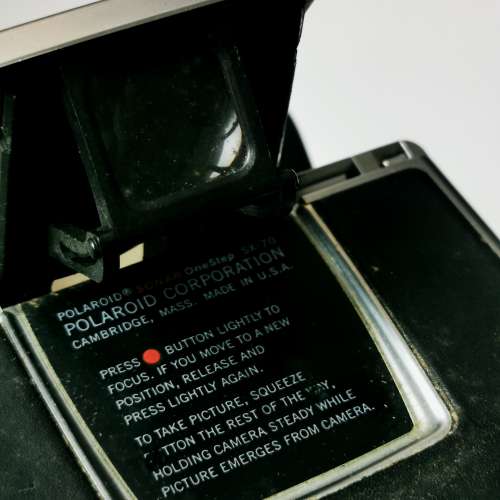 POLAROID® SONAR OneStep SX-70
POLAROID CORPORATION
CAMBRIDGE, MASS. MADE IN U.S.A.
PRESS BUTTON LIGHTLY TO
FOCUS. IF YOU MOVE TO A NEW
POSITION, RELEASE AND
PRESS LIGHTLY AGAIN.
TO TAKE PICTURE, SQUEEZE
TTON THE REST OF THE
HOLDING CAMERA STEADY WHILE
PICTURE EMERGES FROM CAMERA.